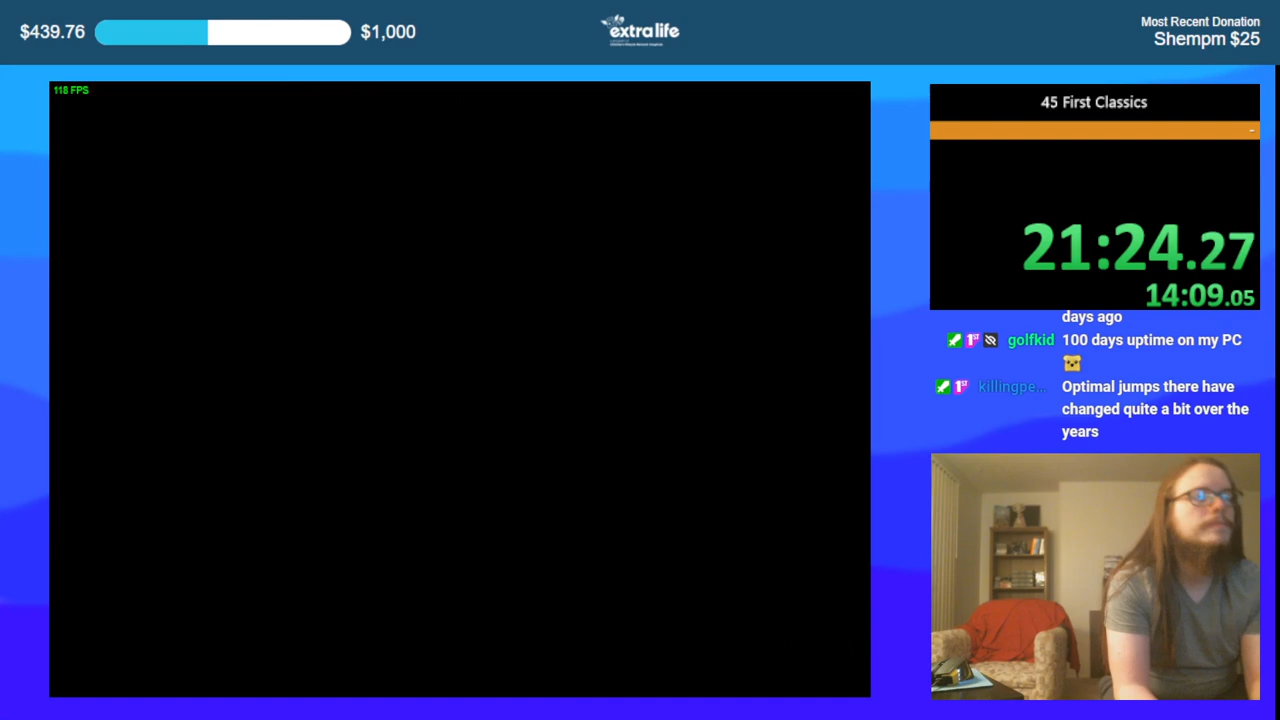 $439.76
$1,000
extralife
Most Recent Donation
Shempm $25
118 FPS
45 First Classics
-
21:24.27
14:09.05
days ago
golfkid 100 days uptime on my PC
killingpe... Optimal jumps there have
changed quite a bit over the
years